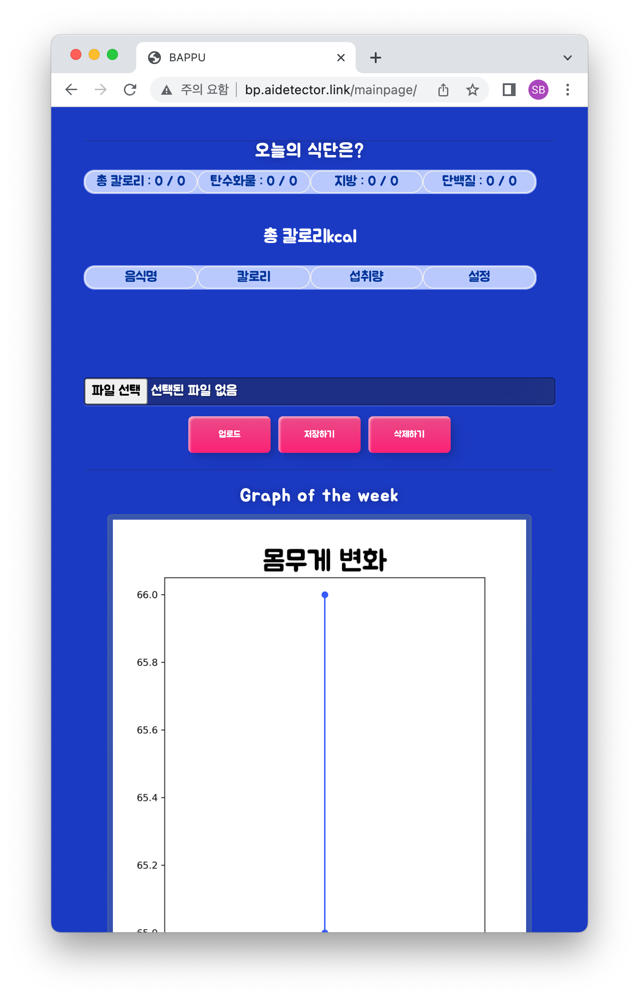 BAPPU
주의 요함 bp.aidetector.link/mainpage/ SB
오늘의 식단은?
총 칼로리 : 0 / 0 탄수화물 : 0 / 0 지방 : 0 / 0 단백질 : 0 / 0
총 칼로리kcal
음식명 칼로리 섭취량 설정
파일 선택 선택된 파일 없음
업로드 저장하기 삭제하기
Graph of the week
몸무게 변화
66.0
65.8
65.6
65.4
65.2
65.0